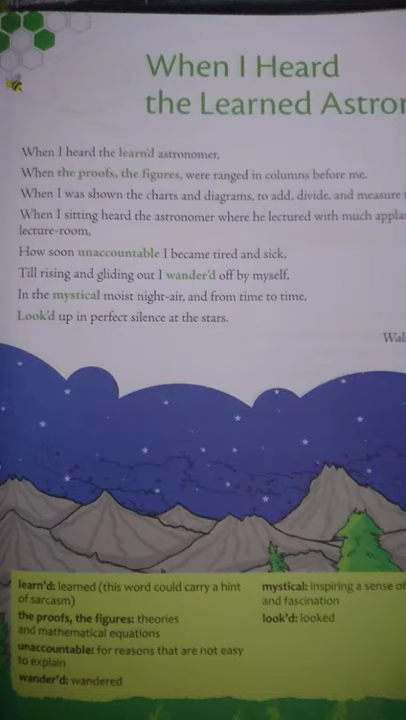 When I Heard
the Learned Astro
When I heard the learn'd astronomer,
When the proofs, the figures, were ranged in columns before me,
When I was shown the charts and diagrams, to add, divide, and measure
When I sitting heard the astronomer where he lectured with much appla
lecture-room,
How soon unaccountable I became tired and sick,
Till rising and gliding out I wander'd off by myself,
In the mystical moist night-air, and from time to time,
Look'd up in perfect silence at the stars.
Wal
learn'd: learned (this word could carry a hint
of sarcasm)
the proofs, the figures: theories
and mathematical equations
unaccountable: for reasons that are not easy
to explain
wander'd: wandered
mystical: inspiring a sense of
and fascination
look'd: looked